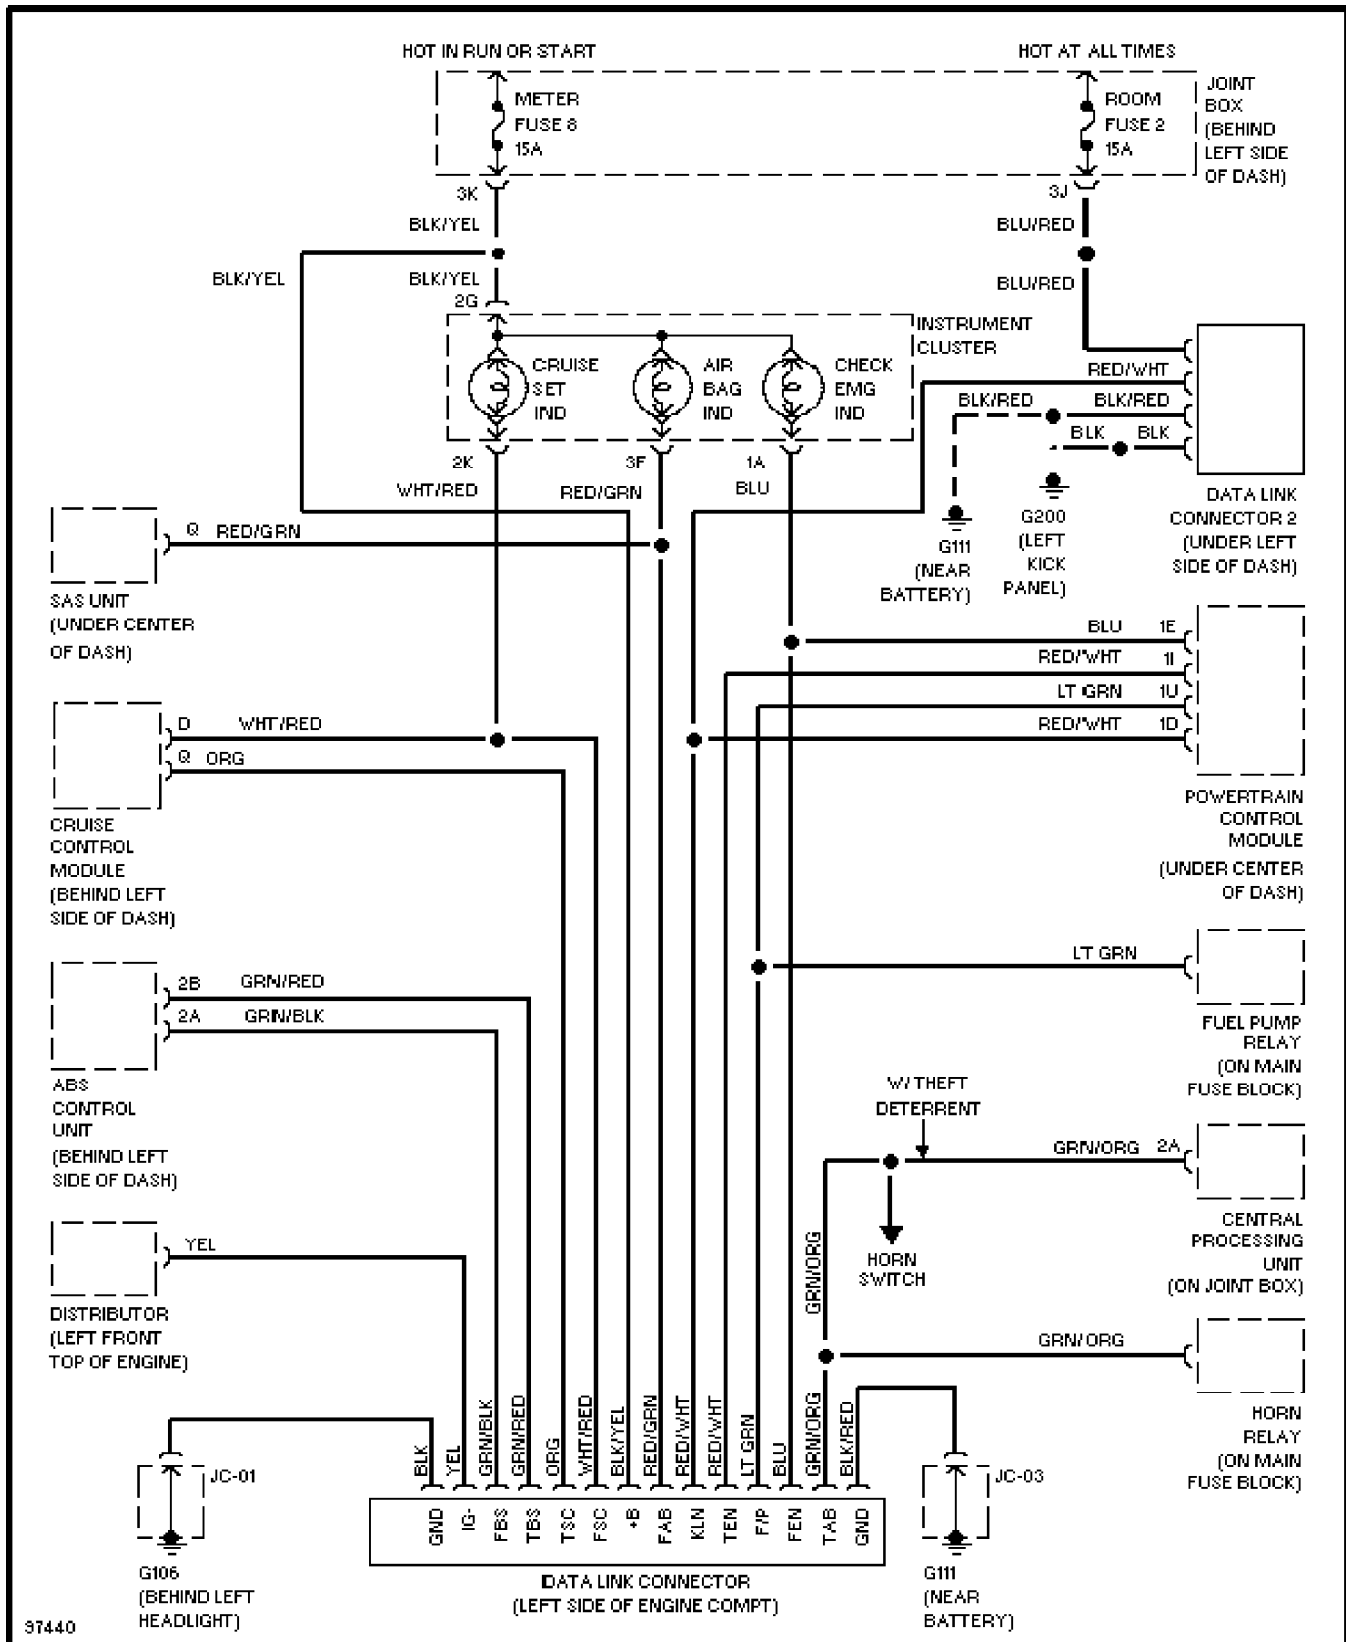 HOT IN RUN OR START
HOT AT ALL TIMES
METER
FUSE 8
15A
ROOM
FUSE 2
15A
JOINT
BOX
(BEHIND
LEFT SIDE
OF DASH)
3K
3J
BLK/YEL
BLU/RED
BLK/YEL
BLK/YEL
BLU/RED
2G
INSTRUMENT
CLUSTER
CRUISE
SET
IND
AIR
BAG
IND
CHECK
EMG
IND
RED/WHT
BLK/RED
BLK/RED
BLK
BLK
2K
3F
1A
WHT/RED
RED/GRN
BLU
DATA LINK
CONNECTOR 2
(UNDER LEFT
SIDE OF DASH)
G200
(LEFT
KICK
PANEL)
G111
(NEAR
BATTERY)
Q
RED/GRN
SAS UNIT
(UNDER CENTER
OF DASH)
BLU
1E
RED/WHT
1I
LT GRN
1U
RED/WHT
1D
POWERTRAIN
CONTROL
MODULE
(UNDER CENTER
OF DASH)
D
WHT/RED
Q
ORG
CRUISE
CONTROL
MODULE
(BEHIND LEFT
SIDE OF DASH)
LT GRN
FUEL PUMP
RELAY
(ON MAIN
FUSE BLOCK)
2B
GRN/RED
2A
GRN/BLK
ABS
CONTROL
UNIT
(BEHIND LEFT
SIDE OF DASH)
W/ THEFT
DETERRENT
GRN/ORG
2A
CENTRAL
PROCESSING
UNIT
(ON JOINT BOX)
HORN
SWITCH
GRN/ORG
YEL
DISTRIBUTOR
(LEFT FRONT
TOP OF ENGINE)
GRN/ORG
HORN
RELAY
(ON MAIN
FUSE BLOCK)
BLK
YEL
GRN/BLK
GRN/RED
ORG
WHT/RED
BLK/YEL
RED/GRN
RED/WHT
RED/WHT
LT GRN
BLU
GRN/ORG
BLK/RED
JC-01
JC-03
GND
IG-
FBS
TBS
TSC
FSC
+B
FAB
KLN
TEN
F/P
FEN
TAB
GND
G106
(BEHIND LEFT
HEADLIGHT)
DATA LINK CONNECTOR
(LEFT SIDE OF ENGINE COMPT)
G111
(NEAR
BATTERY)
97440